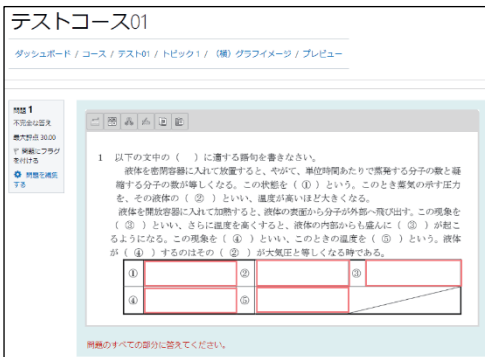 テストコース01
ダッシュボード / コース / テスト01 / トピック1 / （横）グラフイメージ / プレビュー
問題 1
不完全な答え
最大評点 30.00
問題にフラグ
を付ける
問題を編集
する
1 以下の文中の（　）に適する語句を書きなさい。
液体を密閉容器に入れて放置すると、やがて、単位時間あたりで蒸発する分子の数と凝
縮する分子の数が等しくなる。この状態を（ ① ）という。このとき蒸気の示す圧力
を、その液体の（ ② ）といい、温度が高いほど大きくなる。
液体を開放容器に入れて加熱すると、液体の表面から分子が外部へ飛び出す。この現象を
（ ③ ）といい、さらに温度を高くすると、液体の内部からも盛んに（ ③ ）が起こ
るようになる。この現象を（ ④ ）といい、このときの温度を（ ⑤ ）という。液体
が（ ④ ）するのはその（ ② ）が大気圧と等しくなる時である。
① ② ③
④ ⑤
問題のすべての部分に答えてください。